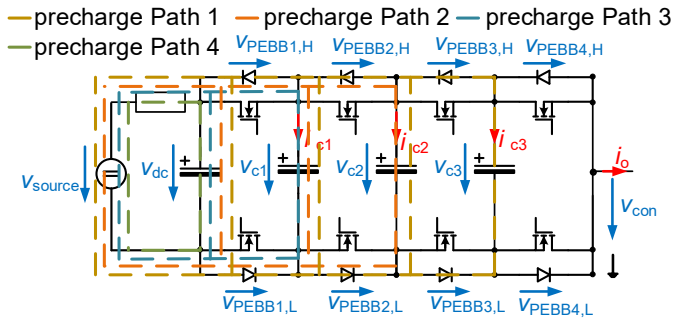 precharge Path 1 precharge Path 2 precharge Path 3
precharge Path 4
vPEBB1,H vPEBB2,H vPEBB3,H vPEBB4,H
ic1 ic2 ic3 io
vsource vdc + vc1 + vc2 + vc3 + vcon
vPEBB1,L vPEBB2,L vPEBB3,L vPEBB4,L